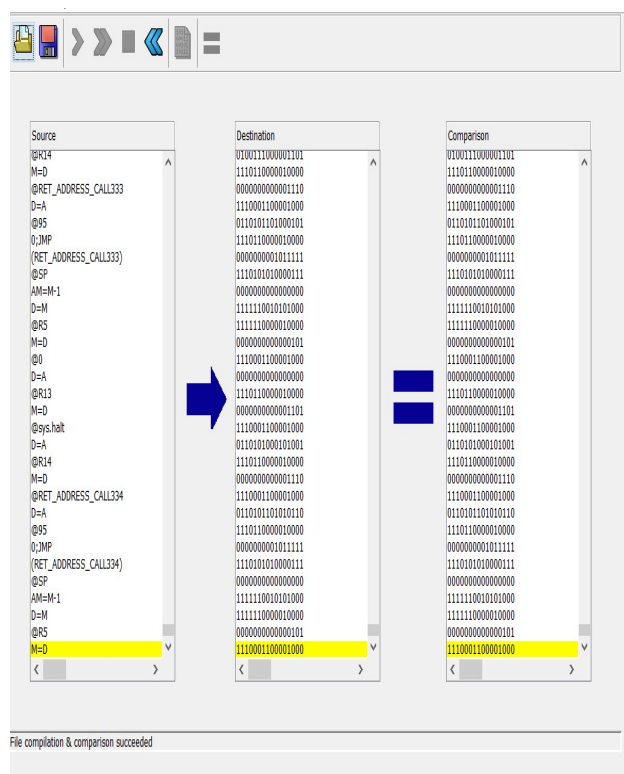 Source
@R14
M=D
@RET_ADDRESS_CALL333
D=A
@95
0;JMP
(RET_ADDRESS_CALL333)
@SP
AM=M-1
D=M
@R5
M=D
@0
D=A
@R13
M=D
@sys.halt
D=A
@R14
M=D
@RET_ADDRESS_CALL334
D=A
@95
0;JMP
(RET_ADDRESS_CALL334)
@SP
AM=M-1
D=M
@R5
M=D
Destination
0100111000001101
1110110000010000
0000000000001110
1110001100001000
0110101101000101
1110110000010000
0000000001011111
1110101010000111
0000000000000000
1111110010101000
1111110000010000
0000000000000101
1110001100001000
0000000000000000
1110110000010000
0000000000001101
1110001100001000
0110101000101001
1110110000010000
0000000000001110
1110001100001000
0110101101010110
1110110000010000
0000000001011111
1110101010000111
0000000000000000
1111110010101000
1111110000010000
0000000000000101
1110001100001000
Comparison
0100111000001101
1110110000010000
0000000000001110
1110001100001000
0110101101000101
1110110000010000
0000000001011111
1110101010000111
0000000000000000
1111110010101000
1111110000010000
0000000000000101
1110001100001000
0000000000000000
1110110000010000
0000000000001101
1110001100001000
0110101000101001
1110110000010000
0000000000001110
1110001100001000
0110101101010110
1110110000010000
0000000001011111
1110101010000111
0000000000000000
1111110010101000
1111110000010000
0000000000000101
1110001100001000
File compilation & comparison succeeded